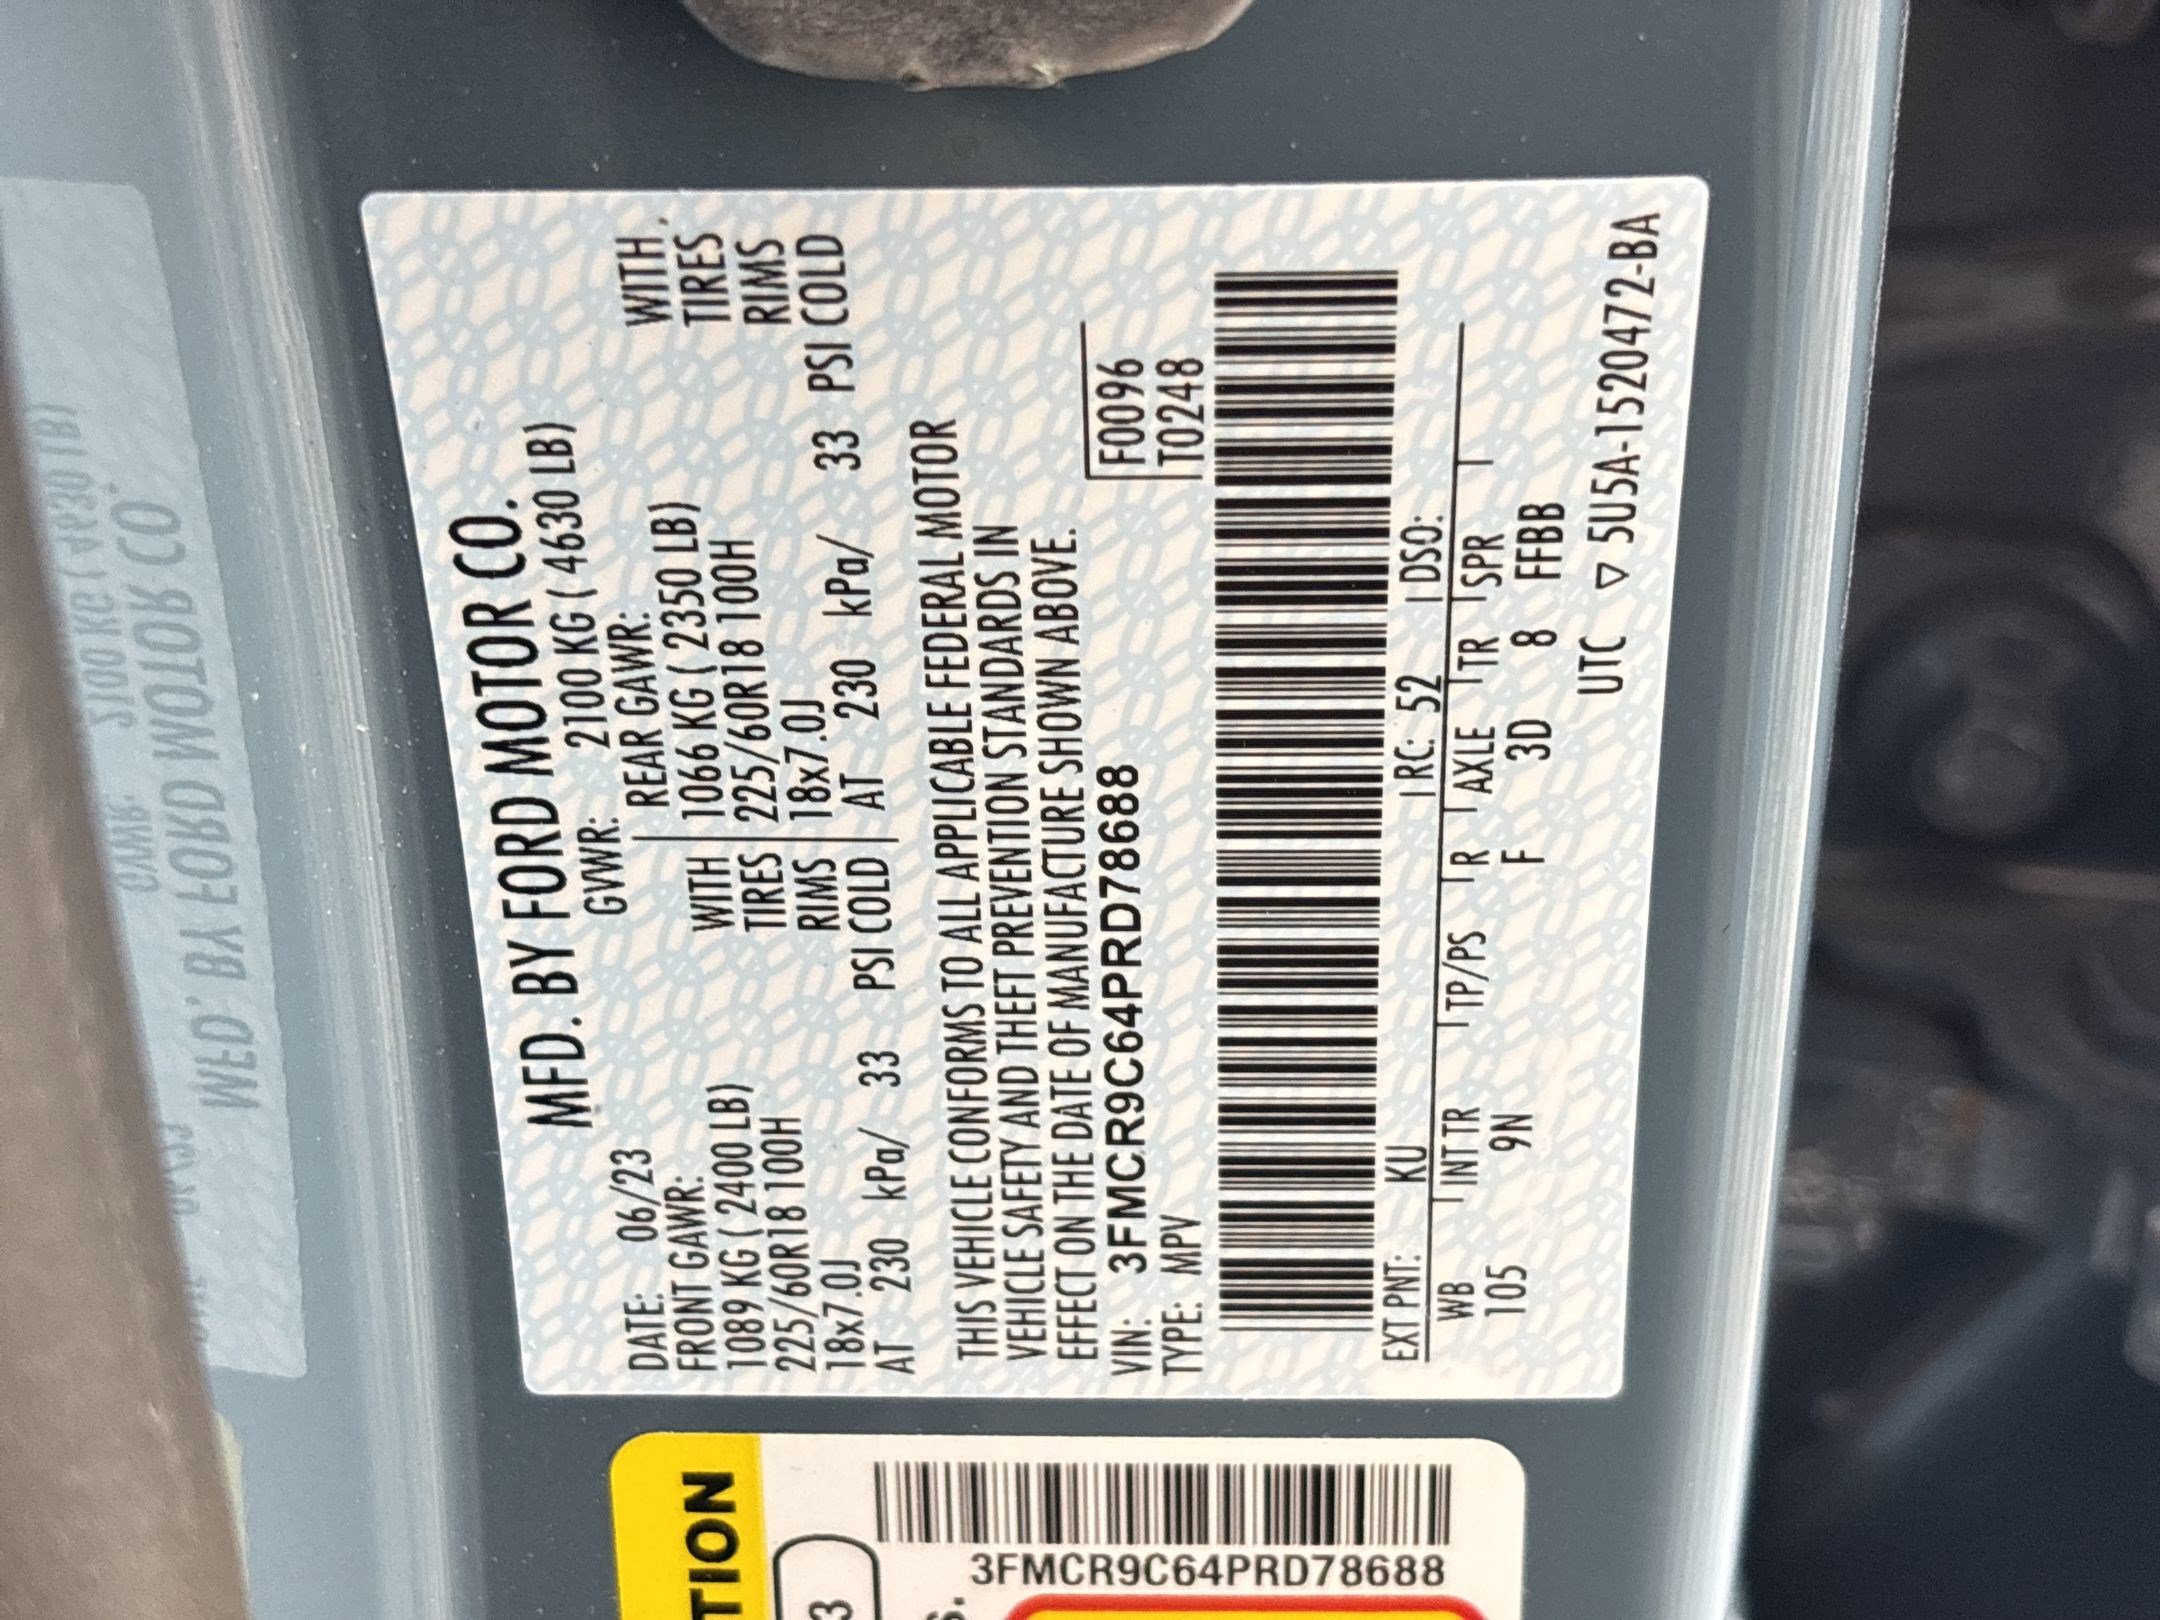 MFD. BY FORD MOTOR CO.
DATE: 06/23 GVWR: 2100 KG ( 4630 LB)
FRONT GAWR: REAR GAWR:
1089 KG ( 2400 LB) WITH 1066 KG ( 2350 LB) WITH
225/60R18 100H TIRES 225/60R18 100H TIRES
18x7.0J RIMS 18x7.0J RIMS
AT 230 kPa/ 33 PSI COLD AT 230 kPa/ 33 PSI COLD
THIS VEHICLE CONFORMS TO ALL APPLICABLE FEDERAL MOTOR
VEHICLE SAFETY AND THEFT PREVENTION STANDARDS IN
EFFECT ON THE DATE OF MANUFACTURE SHOWN ABOVE.
VIN: 3FMCR9C64PRD78688 F0096
TYPE: MPV T0248
EXT PNT: KU RC: 52 DSO:
WB INT TR TP/PS R AXLE TR SPR
105 9N F 3D 8 FFBB
UTC ▽ 5U5A-1520472-BA
TION
3
3FMCR9C64PRD78688
s.